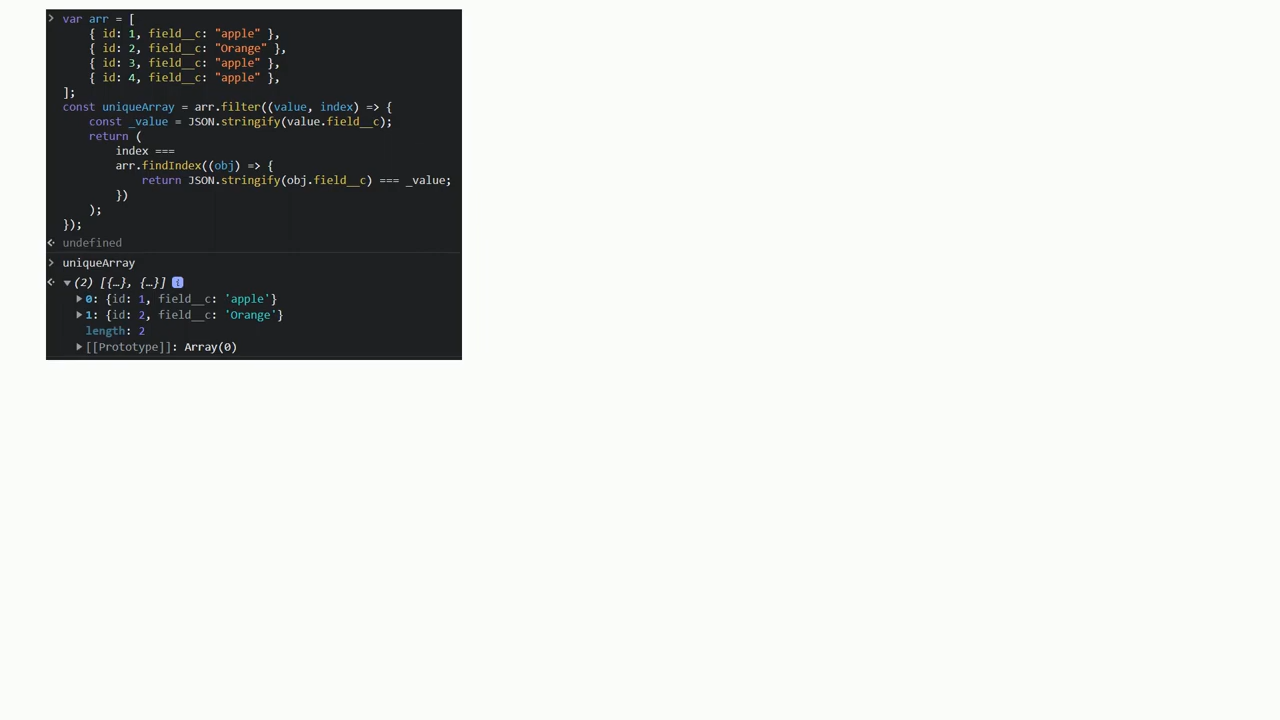 var arr = [
{ id: 1, field__c: "apple" },
{ id: 2, field__c: "Orange" },
{ id: 3, field__c: "apple" },
{ id: 4, field__c: "apple" },
];
const uniqueArray = arr.filter((value, index) => {
const _value = JSON.stringify(value.field__c);
return (
index ===
arr.findIndex((obj) => {
return JSON.stringify(obj.field__c) === _value;
})
);
});
undefined
uniqueArray
(2) [{…}, {…}] i
0: {id: 1, field__c: 'apple'}
1: {id: 2, field__c: 'Orange'}
length: 2
[[Prototype]]: Array(0)